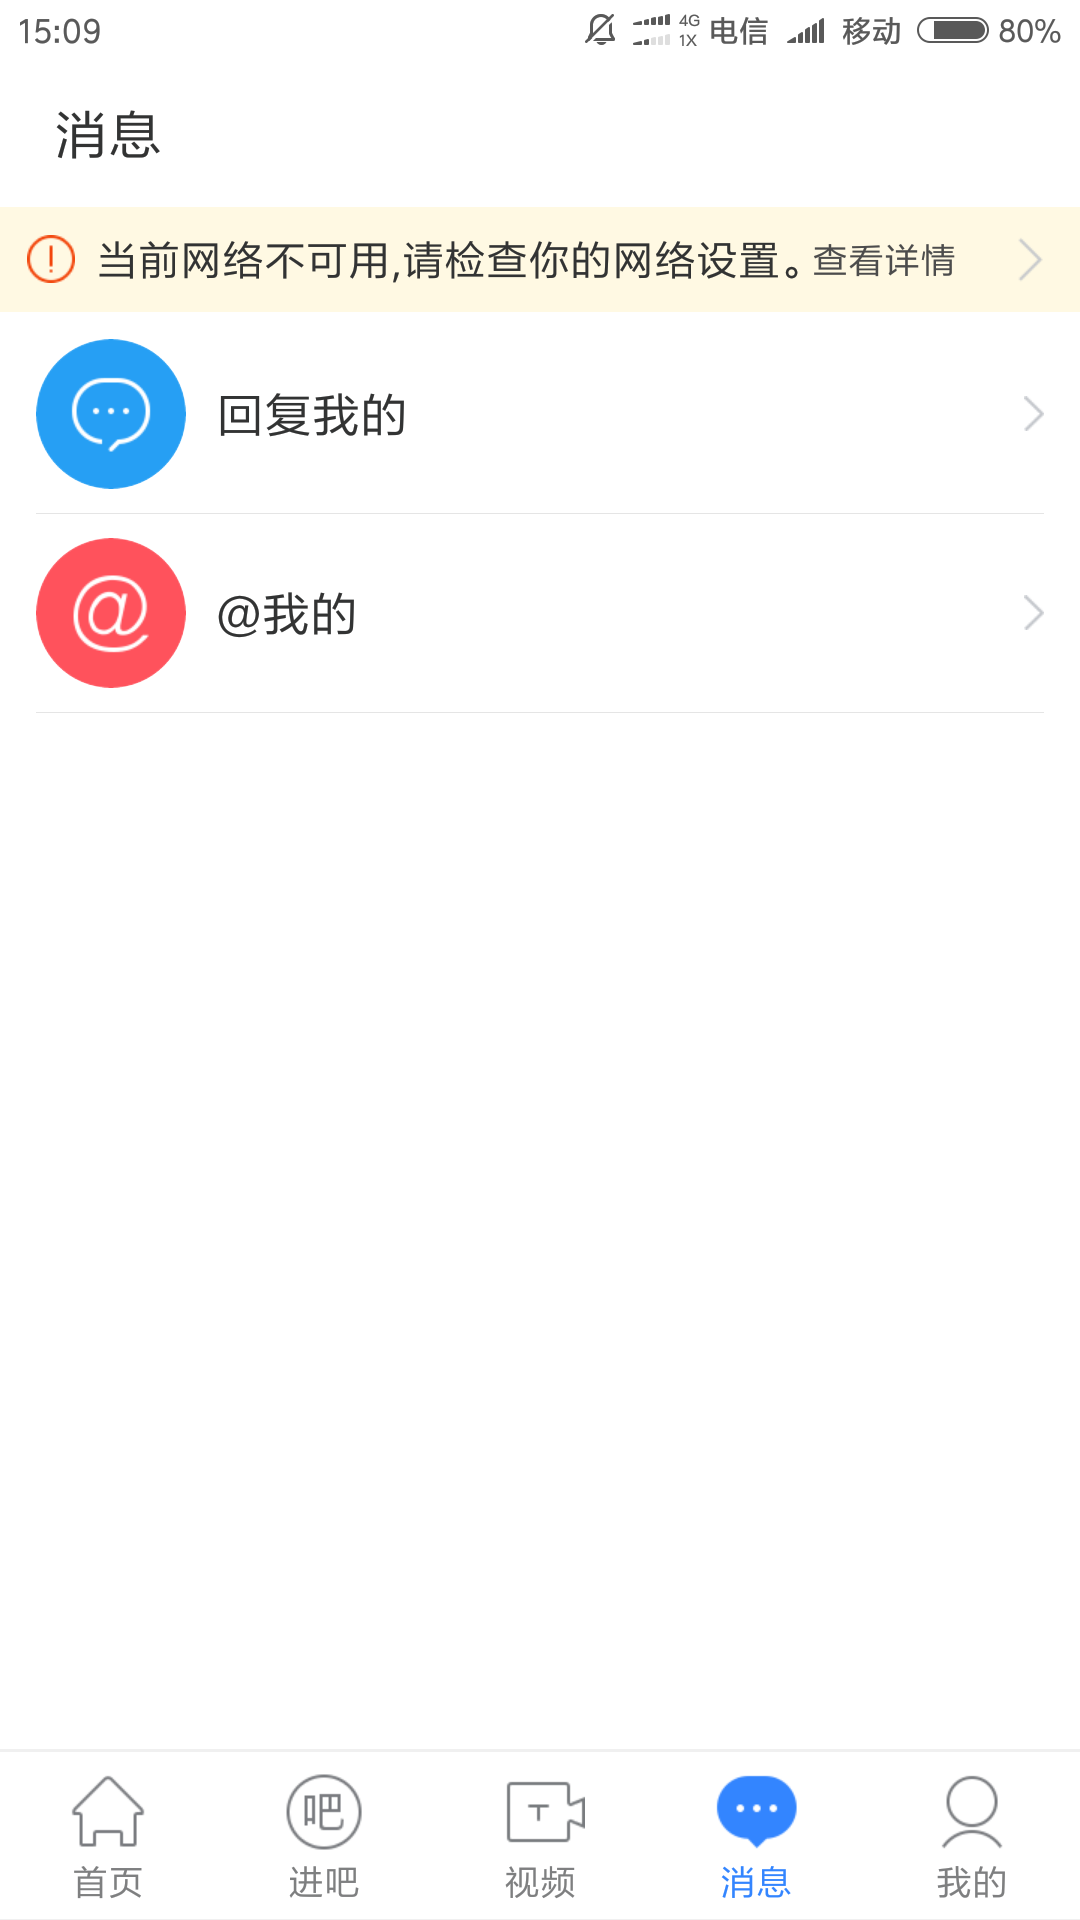 15:09 4G 1X 电信 移动 80%
消息
当前网络不可用,请检查你的网络设置。查看详情
回复我的
@ @我的
吧 T
首页 进吧 视频 消息 我的